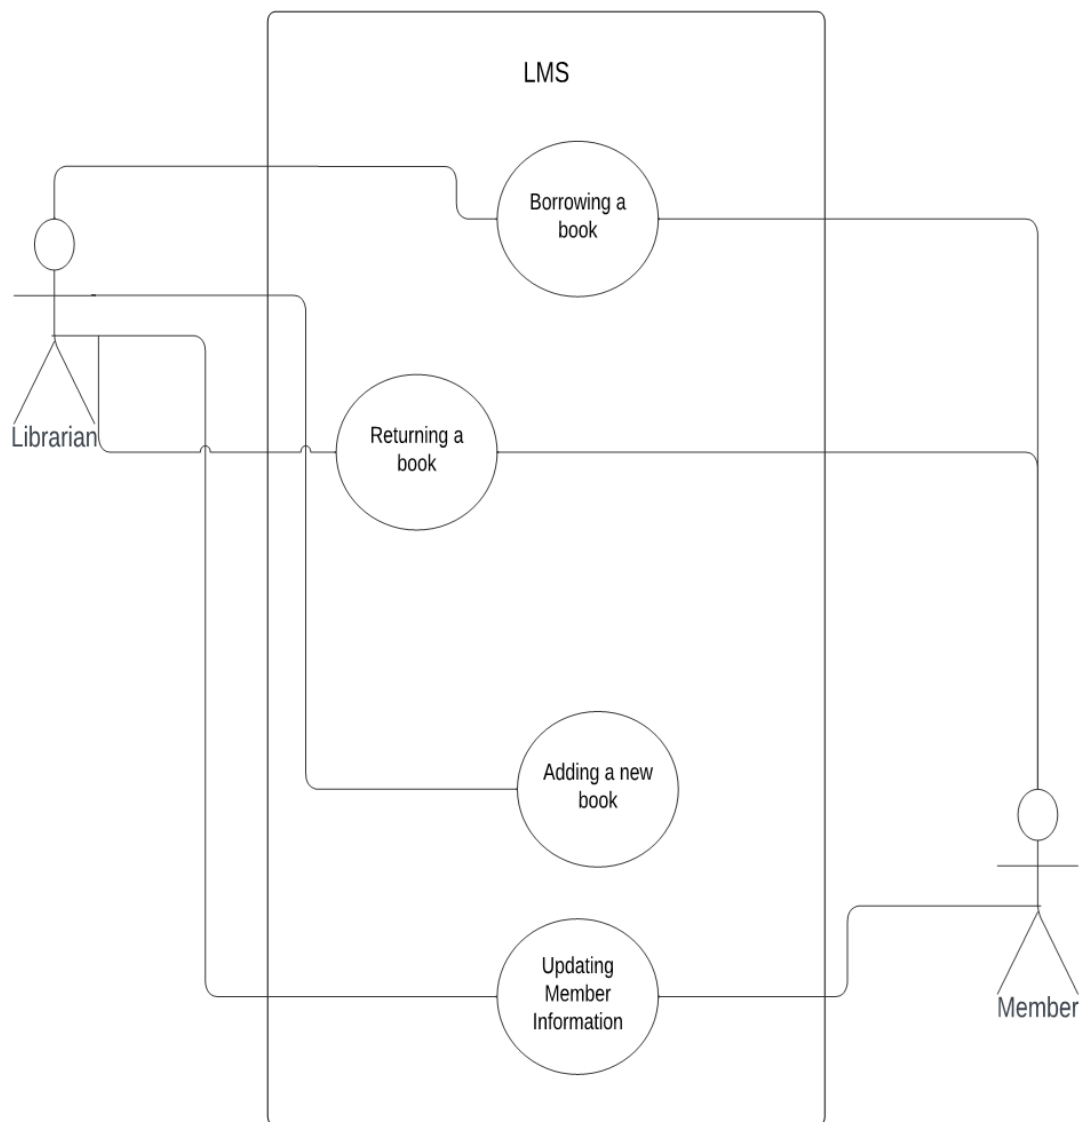 LMS
Borrowing a
book
Librarian
Returning a
book
Adding a new
book
Updating
Member
Information
Member